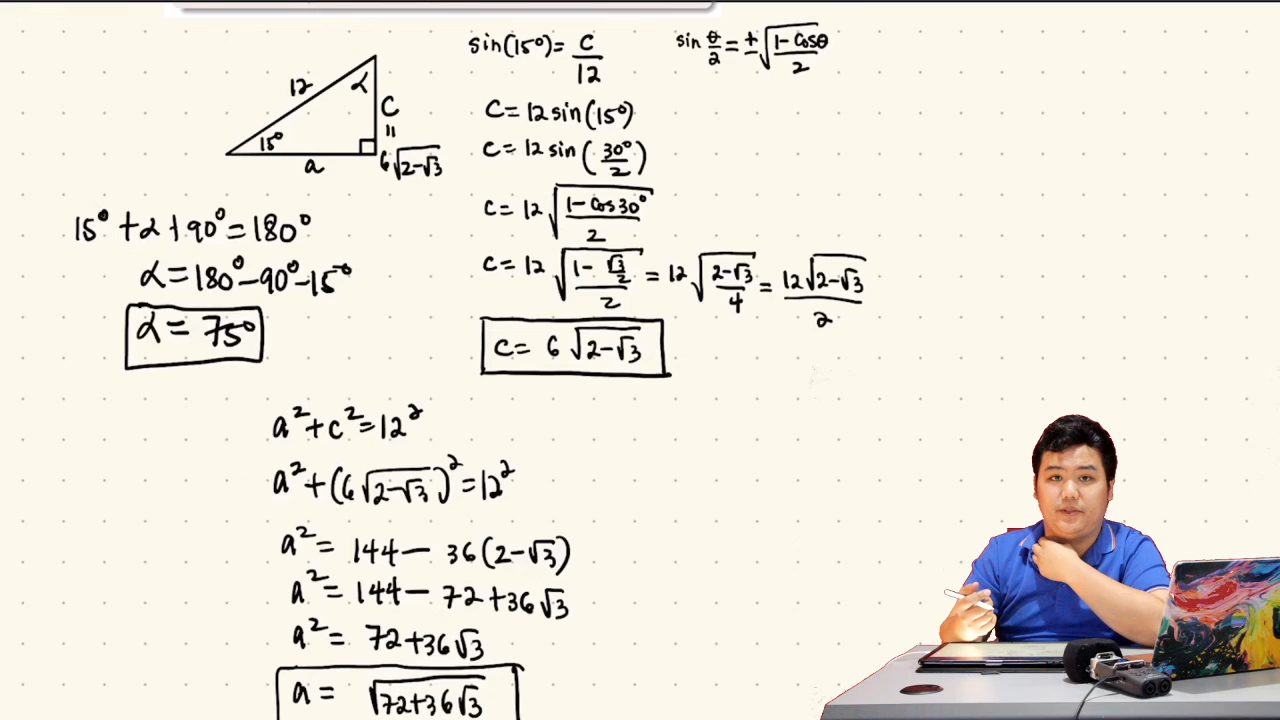 12
α
C
=
15°
6√(2-√3)
a
15° + α + 90° = 180°
α = 180° - 90° - 15°
α = 75°
sin(15°) = C/12
sin θ/2 = ±√((1 - cosθ)/2)
C = 12 sin(15°)
C = 12 sin(30°/2)
C = 12 √((1 - cos30°)/2)
C = 12 √((1 - √3/2)/2) = 12 √((2-√3)/4) = 12√(2-√3)/2
C = 6 √(2-√3)
a² + c² = 12²
a² + (6√(2-√3))² = 12²
a² = 144 - 36(2-√3)
a² = 144 - 72 + 36√3
a² = 72 + 36√3
a = √(72+36√3)